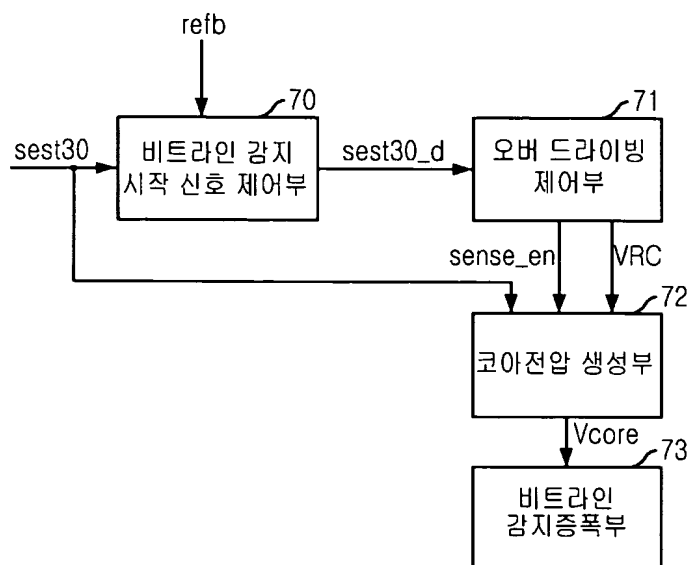 refb
70
71
sest30
비트라인 감지
시작 신호 제어부
sest30_d
오버 드라이빙
제어부
sense_en
VRC
72
코아전압 생성부
Vcore
73
비트라인
감지증폭부